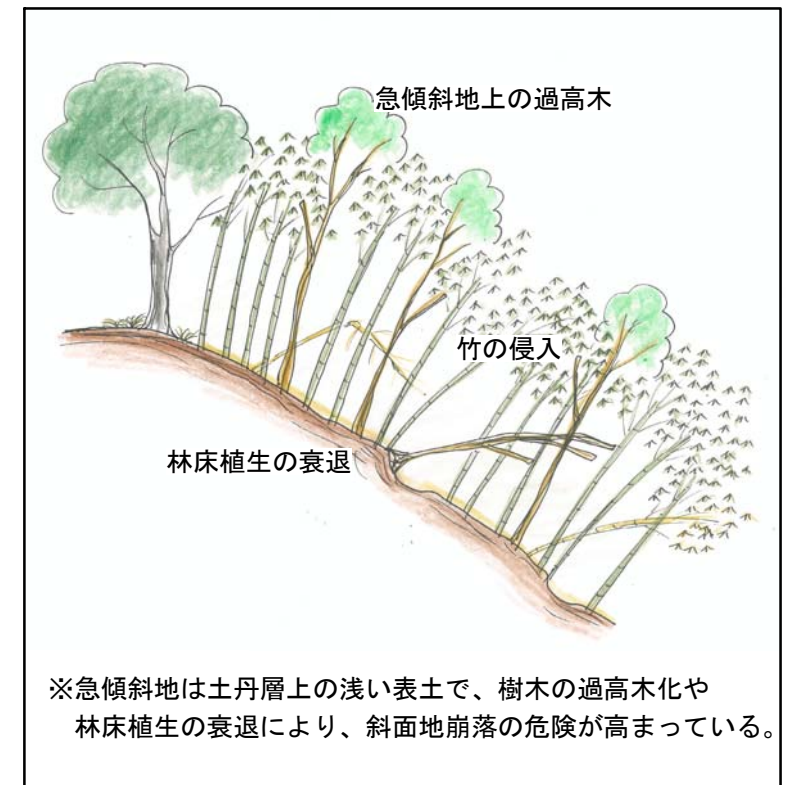 急傾斜地上の過高木
竹の侵入
林床植生の衰退
※急傾斜地は土丹層上の浅い表土で、樹木の過高木化や
林床植生の衰退により、斜面地崩落の危険が高まっている。